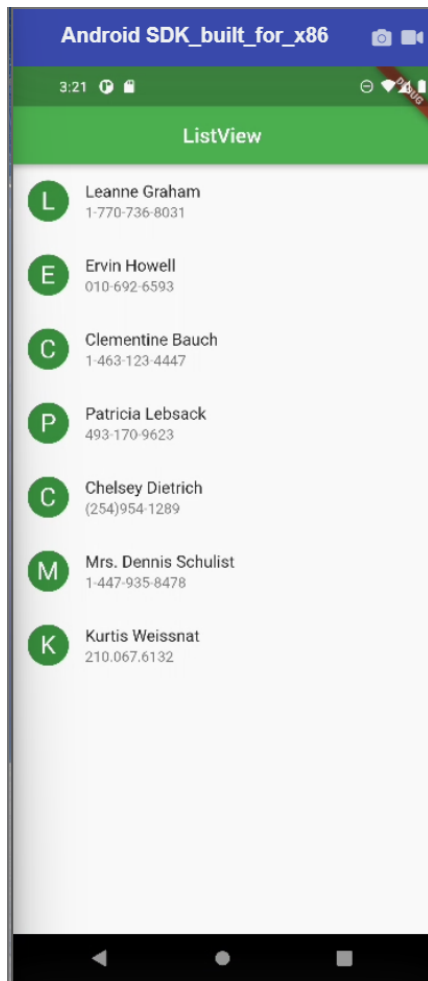 Android SDK_built_for_x86
3:21
DEBUG
ListView
L
Leanne Graham
1-770-736-8031
E
Ervin Howell
010-692-6593
C
Clementine Bauch
1-463-123-4447
P
Patricia Lebsack
493-170-9623
C
Chelsey Dietrich
(254)954-1289
M
Mrs. Dennis Schulist
1-447-935-8478
K
Kurtis Weissnat
210.067.6132